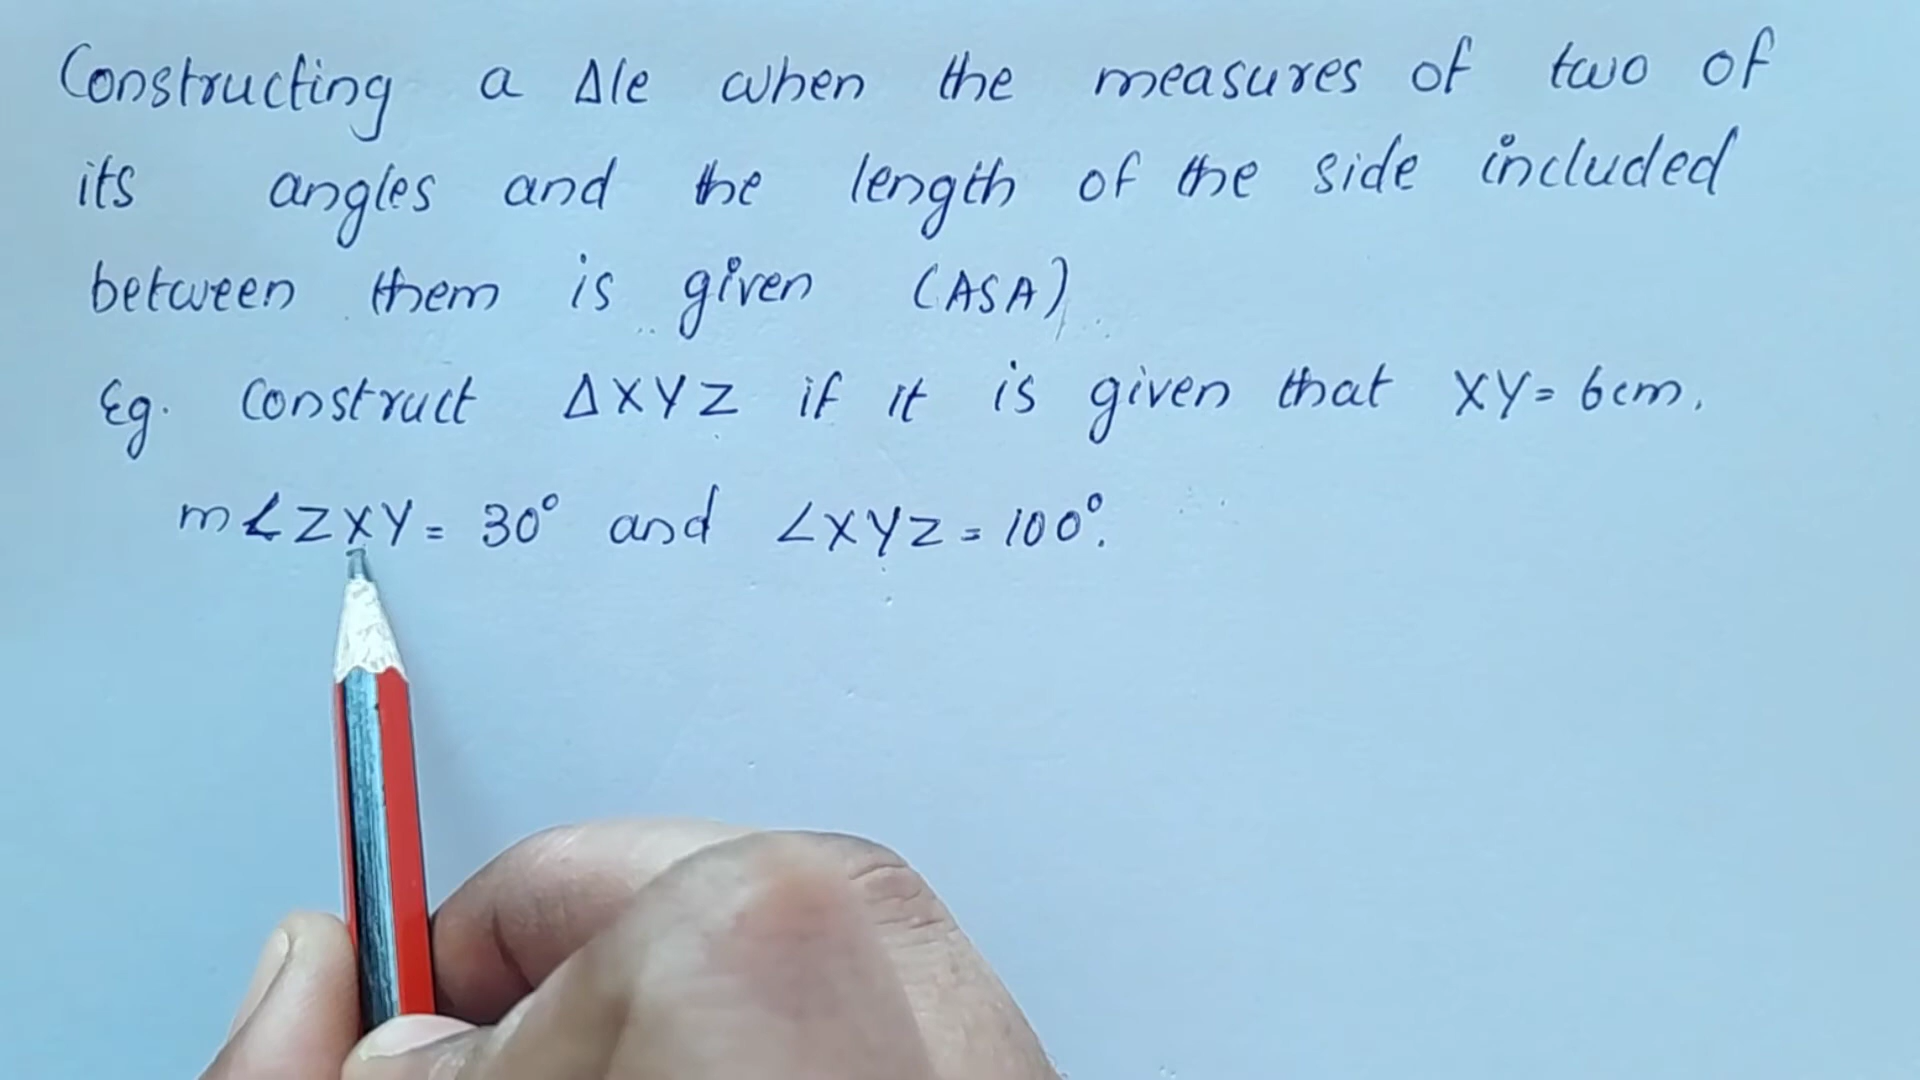 Constructing a Δle when the measures of two of
its angles and the length of the side included
between them is given (ASA)
Eg. Construct ΔXYZ if it is given that XY = 6cm.
m∠ZXY = 30° and ∠XYZ = 100°.